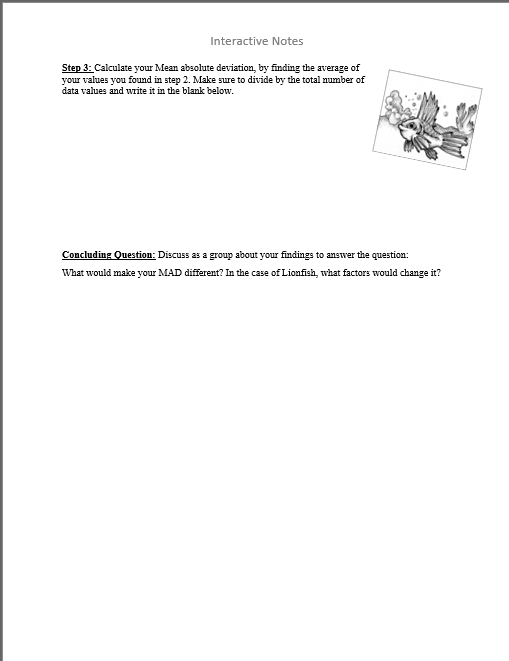 Interactive Notes
Step 3: Calculate your Mean absolute deviation, by finding the average of
your values you found in step 2. Make sure to divide by the total number of
data values and write it in the blank below.
Concluding Question: Discuss as a group about your findings to answer the question:
What would make your MAD different? In the case of Lionfish, what factors would change it?